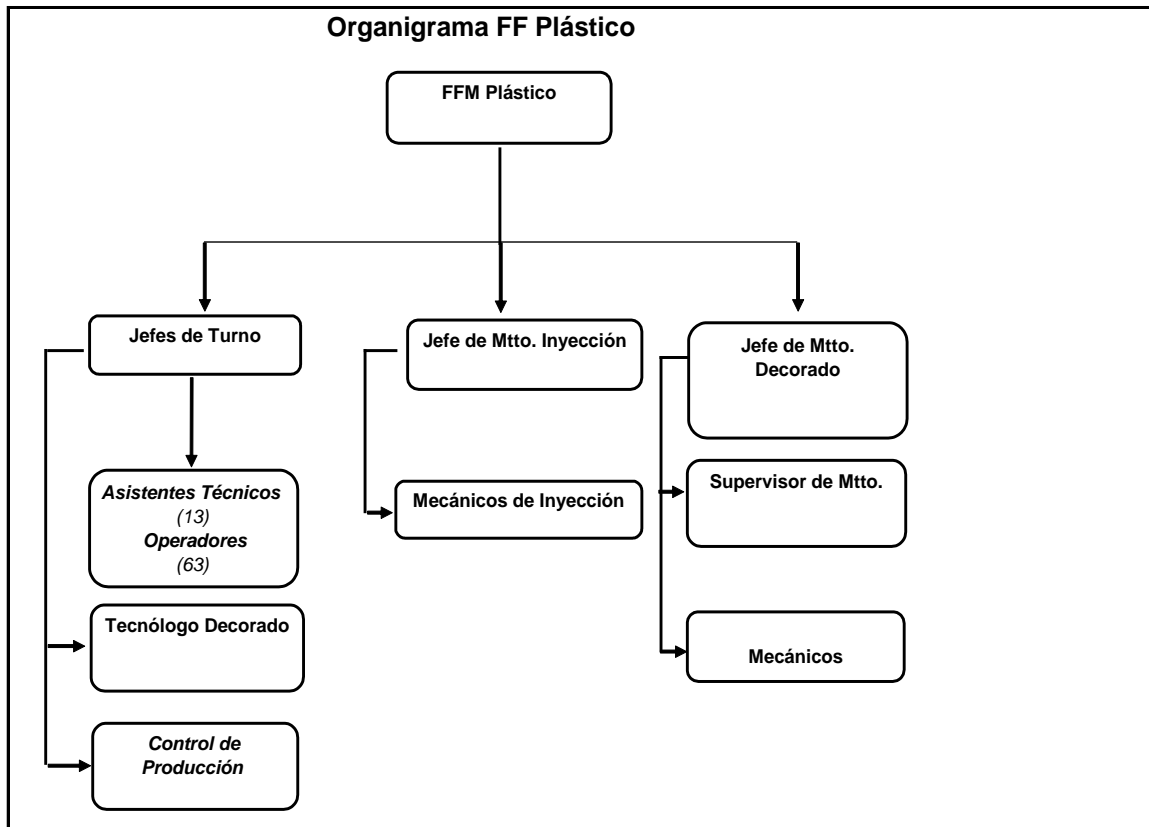 Organigrama FF Plástico
FFM Plástico
Jefes de Turno
Jefe de Mtto. Inyección
Jefe de Mtto.
Decorado
Asistentes Técnicos
(13)
Operadores
(63)
Mecánicos de Inyección
Supervisor de Mtto.
Tecnólogo Decorado
Mecánicos
Control de
Producción